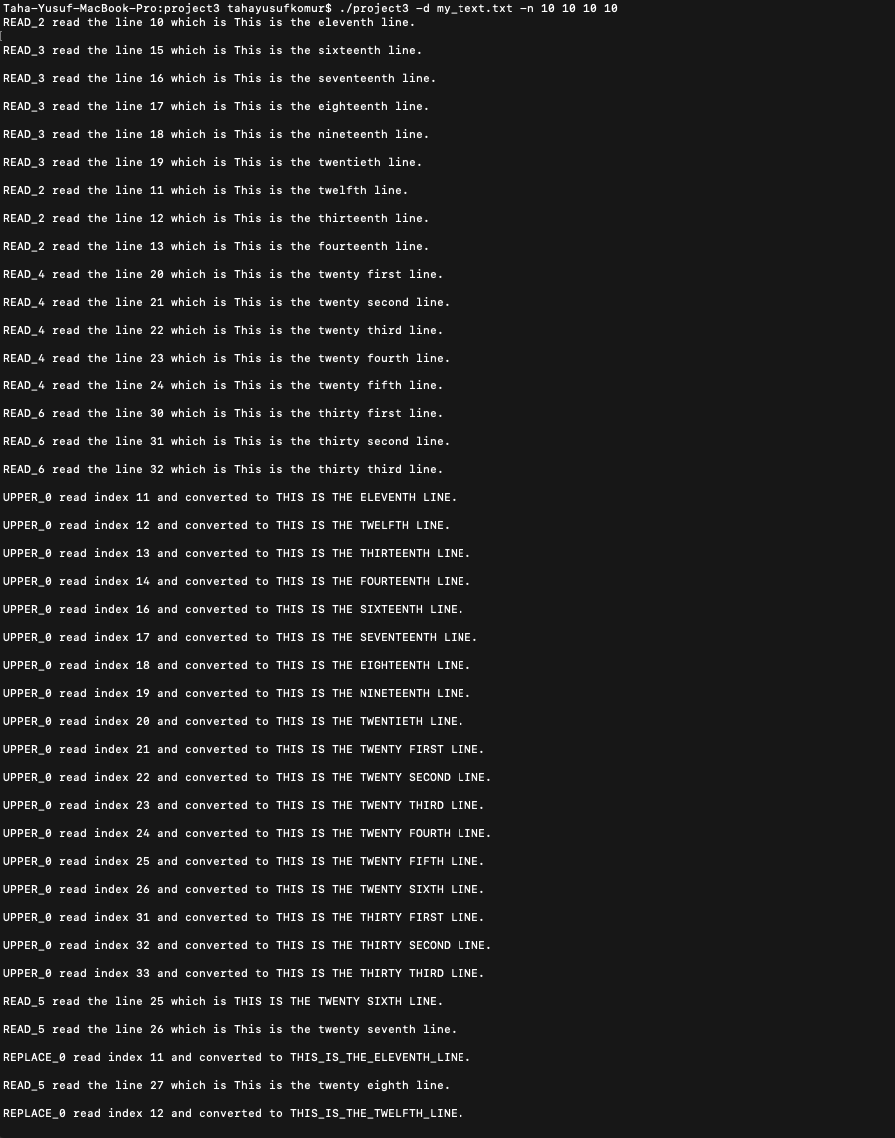 Taha-Yusuf-MacBook-Pro:project3 tahayusufkomur$ ./project3 -d my_text.txt -n 10 10 10 10
READ_2 read the line 10 which is This is the eleventh line.
READ_3 read the line 15 which is This is the sixteenth line.
READ_3 read the line 16 which is This is the seventeenth line.
READ_3 read the line 17 which is This is the eighteenth line.
READ_3 read the line 18 which is This is the nineteenth line.
READ_3 read the line 19 which is This is the twentieth line.
READ_2 read the line 11 which is This is the twelfth line.
READ_2 read the line 12 which is This is the thirteenth line.
READ_2 read the line 13 which is This is the fourteenth line.
READ_4 read the line 20 which is This is the twenty first line.
READ_4 read the line 21 which is This is the twenty second line.
READ_4 read the line 22 which is This is the twenty third line.
READ_4 read the line 23 which is This is the twenty fourth line.
READ_4 read the line 24 which is This is the twenty fifth line.
READ_6 read the line 30 which is This is the thirty first line.
READ_6 read the line 31 which is This is the thirty second line.
READ_6 read the line 32 which is This is the thirty third line.
UPPER_0 read index 11 and converted to THIS IS THE ELEVENTH LINE.
UPPER_0 read index 12 and converted to THIS IS THE TWELFTH LINE.
UPPER_0 read index 13 and converted to THIS IS THE THIRTEENTH LINE.
UPPER_0 read index 14 and converted to THIS IS THE FOURTEENTH LINE.
UPPER_0 read index 16 and converted to THIS IS THE SIXTEENTH LINE.
UPPER_0 read index 17 and converted to THIS IS THE SEVENTEENTH LINE.
UPPER_0 read index 18 and converted to THIS IS THE EIGHTEENTH LINE.
UPPER_0 read index 19 and converted to THIS IS THE NINETEENTH LINE.
UPPER_0 read index 20 and converted to THIS IS THE TWENTIETH LINE.
UPPER_0 read index 21 and converted to THIS IS THE TWENTY FIRST LINE.
UPPER_0 read index 22 and converted to THIS IS THE TWENTY SECOND LINE.
UPPER_0 read index 23 and converted to THIS IS THE TWENTY THIRD LINE.
UPPER_0 read index 24 and converted to THIS IS THE TWENTY FOURTH LINE.
UPPER_0 read index 25 and converted to THIS IS THE TWENTY FIFTH LINE.
UPPER_0 read index 26 and converted to THIS IS THE TWENTY SIXTH LINE.
UPPER_0 read index 31 and converted to THIS IS THE THIRTY FIRST LINE.
UPPER_0 read index 32 and converted to THIS IS THE THIRTY SECOND LINE.
UPPER_0 read index 33 and converted to THIS IS THE THIRTY THIRD LINE.
READ_5 read the line 25 which is THIS IS THE TWENTY SIXTH LINE.
READ_5 read the line 26 which is This is the twenty seventh line.
REPLACE_0 read index 11 and converted to THIS_IS_THE_ELEVENTH_LINE.
READ_5 read the line 27 which is This is the twenty eighth line.
REPLACE_0 read index 12 and converted to THIS_IS_THE_TWELFTH_LINE.